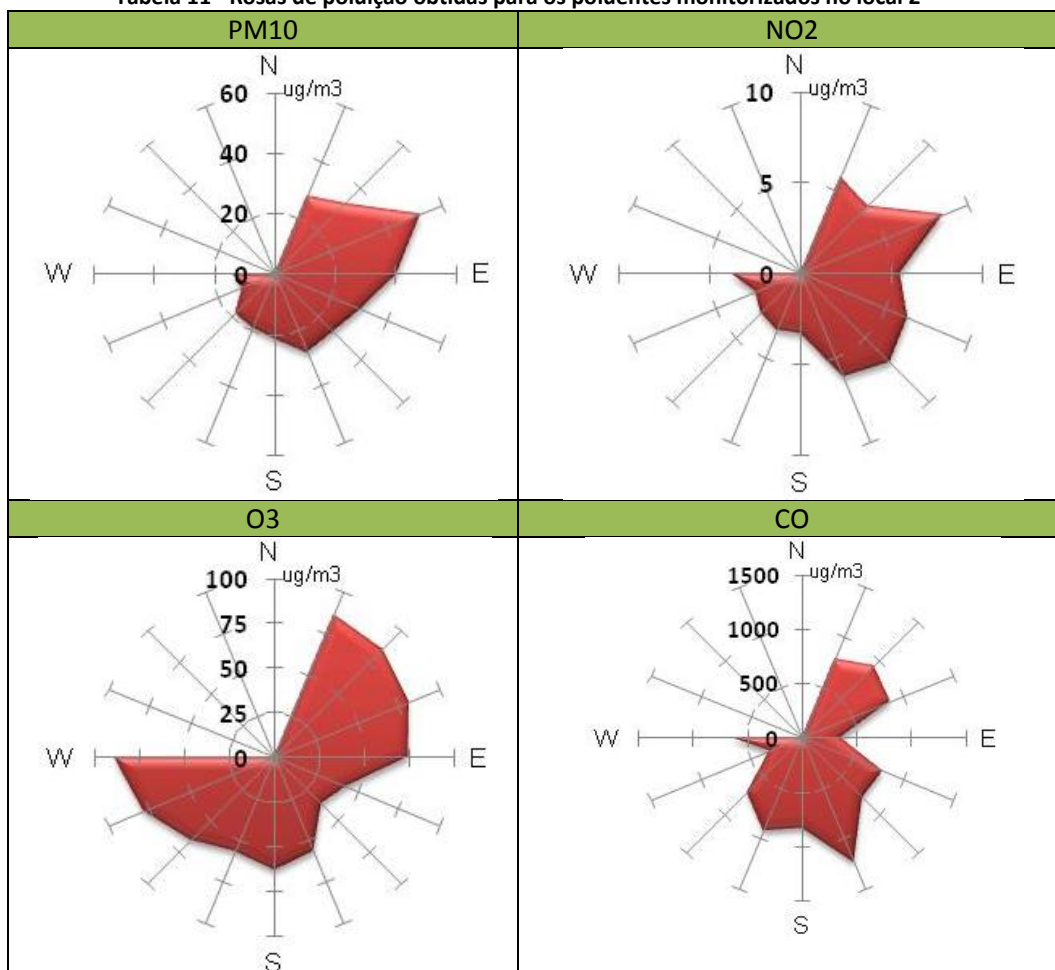 Tabela 11 - Rosas de poluição obtidas para os poluentes monitorizados no local 2
PM10
NO2
N
60
ug/m3
40
20
W
0
E
S
N
10
ug/m3
5
W
0
E
S
O3
CO
N
100
ug/m3
75
50
25
W
0
E
S
N
1500
ug/m3
1000
500
W
0
E
S